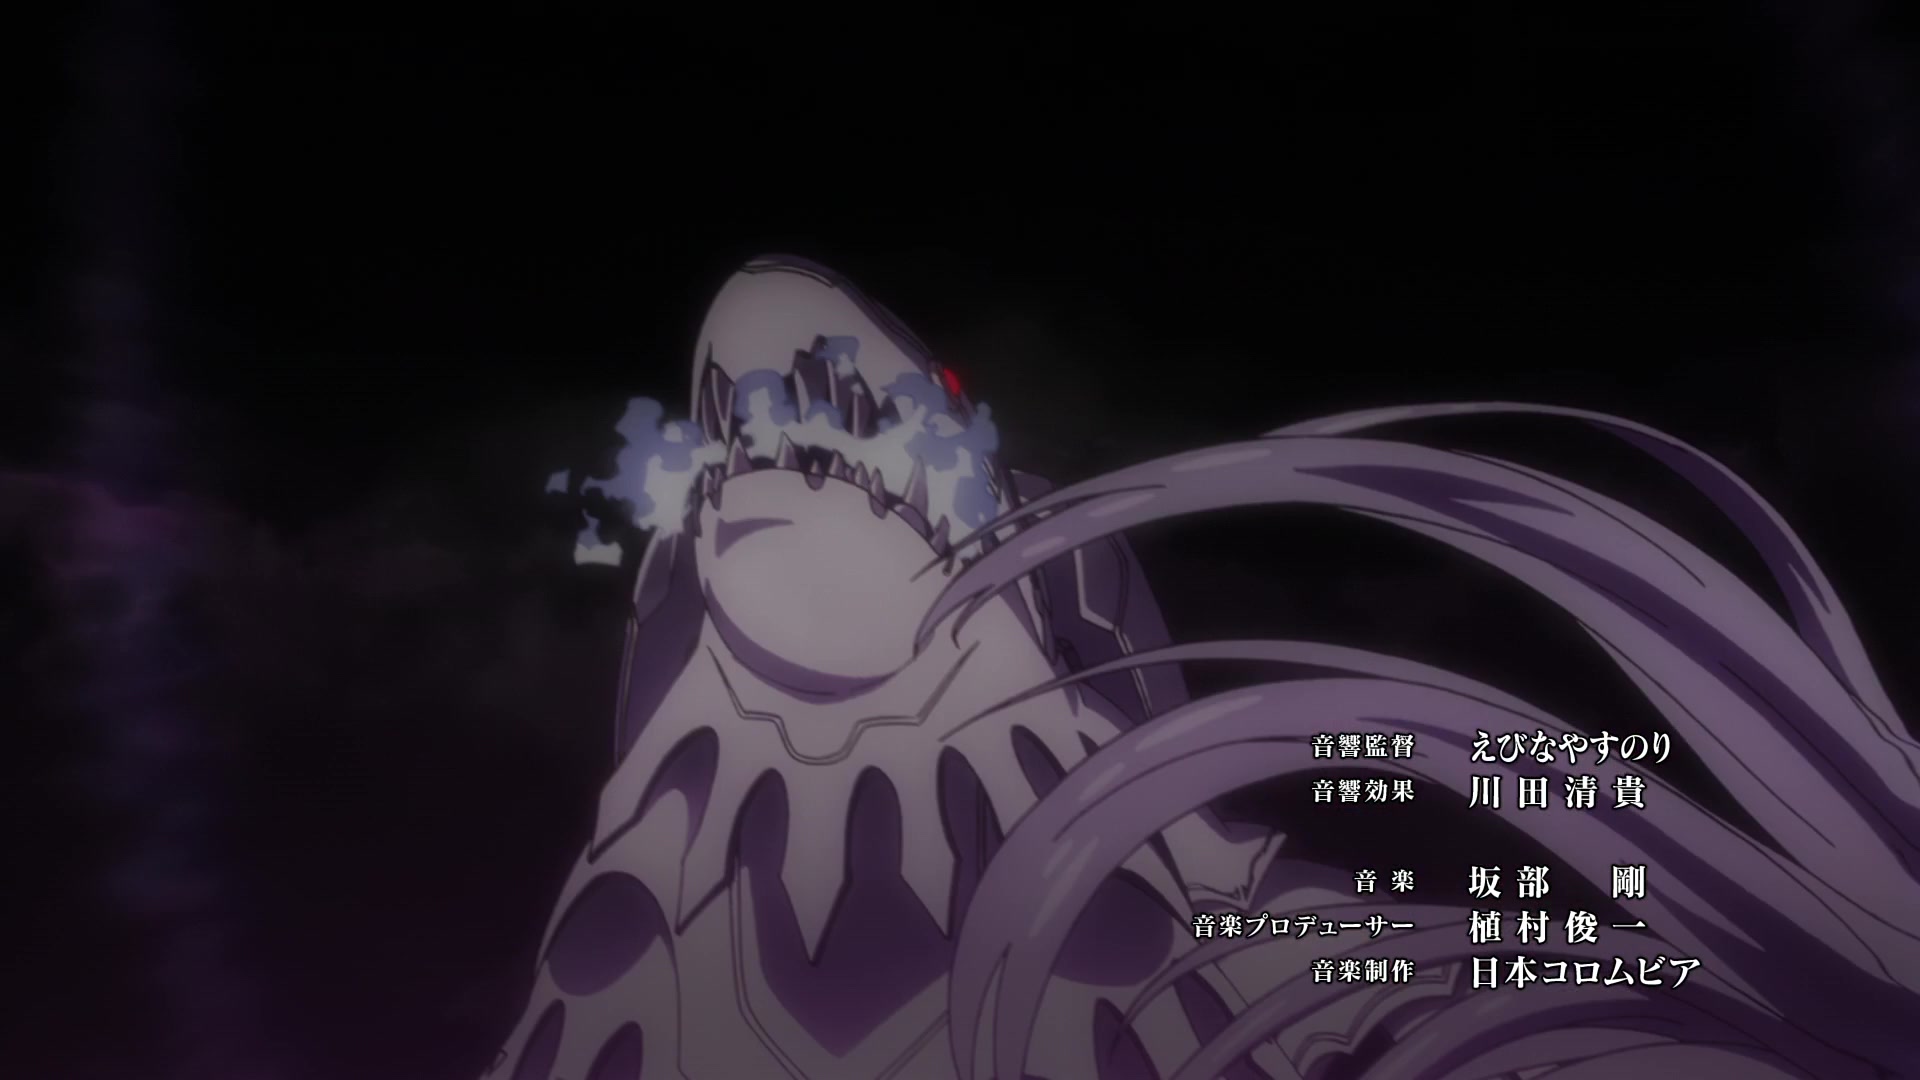 音響監督 えびなやすのり
音響効果 川田清貴
音楽 坂部 剛
音楽プロデューサー 植村俊一
音楽制作 日本コロムビア